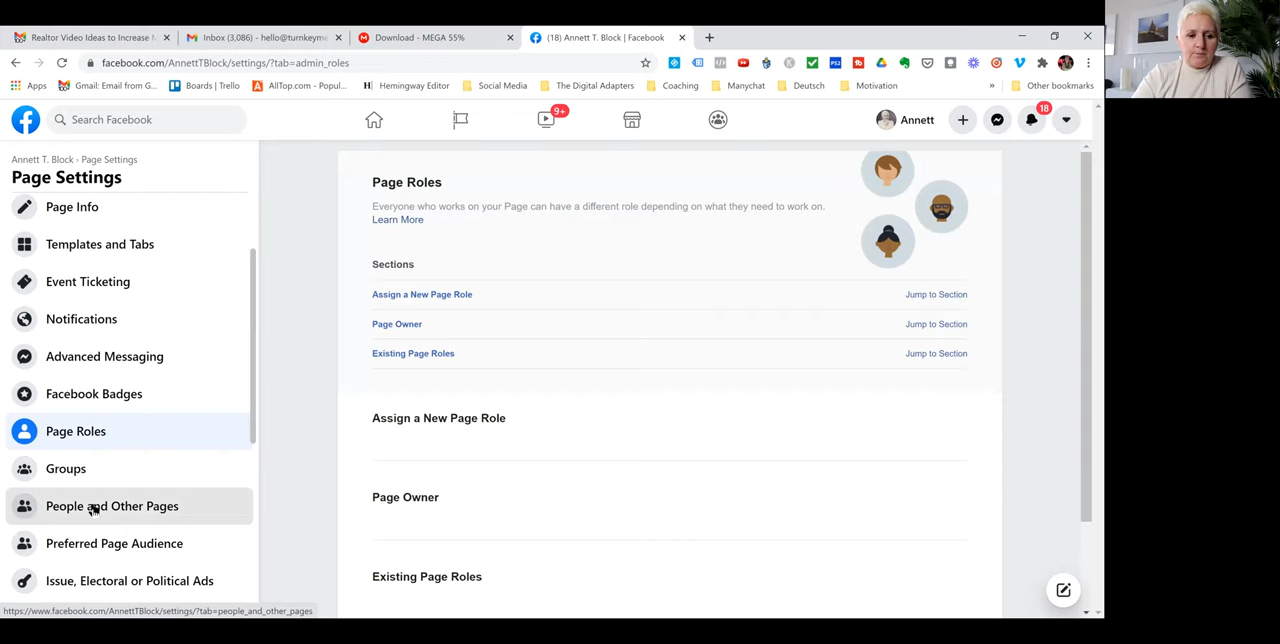 Realtor Video Ideas to Increase M
Inbox (3,086) - hello@turnkeyme
Download - MEGA 55%
(18) Annett T. Block | Facebook
facebook.com/AnnettTBlock/settings/?tab=admin_roles
Apps
Gmail: Email from G...
Boards | Trello
AllTop.com - Popul...
Hemingway Editor
Social Media
The Digital Adapters
Coaching
Manychat
Deutsch
Motivation
»
Other bookmarks
Search Facebook
9+
Annett
18
Annett T. Block › Page Settings
Page Settings
Page Info
Templates and Tabs
Event Ticketing
Notifications
Advanced Messaging
Facebook Badges
Page Roles
Groups
People and Other Pages
Preferred Page Audience
Issue, Electoral or Political Ads
https://www.facebook.com/AnnettTBlock/settings/?tab=people_and_other_pages
Page Roles
Everyone who works on your Page can have a different role depending on what they need to work on.
Learn More
Sections
Assign a New Page Role Jump to Section
Page Owner Jump to Section
Existing Page Roles Jump to Section
Assign a New Page Role
Page Owner
Existing Page Roles